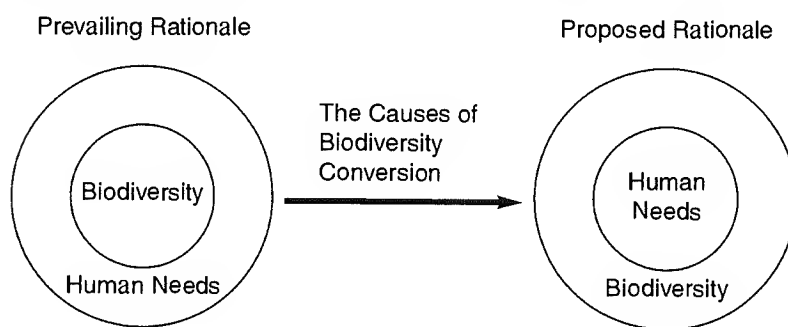 Prevailing Rationale
Biodiversity
Human Needs
The Causes of
Biodiversity
Conversion
Proposed Rationale
Human
Needs
Biodiversity